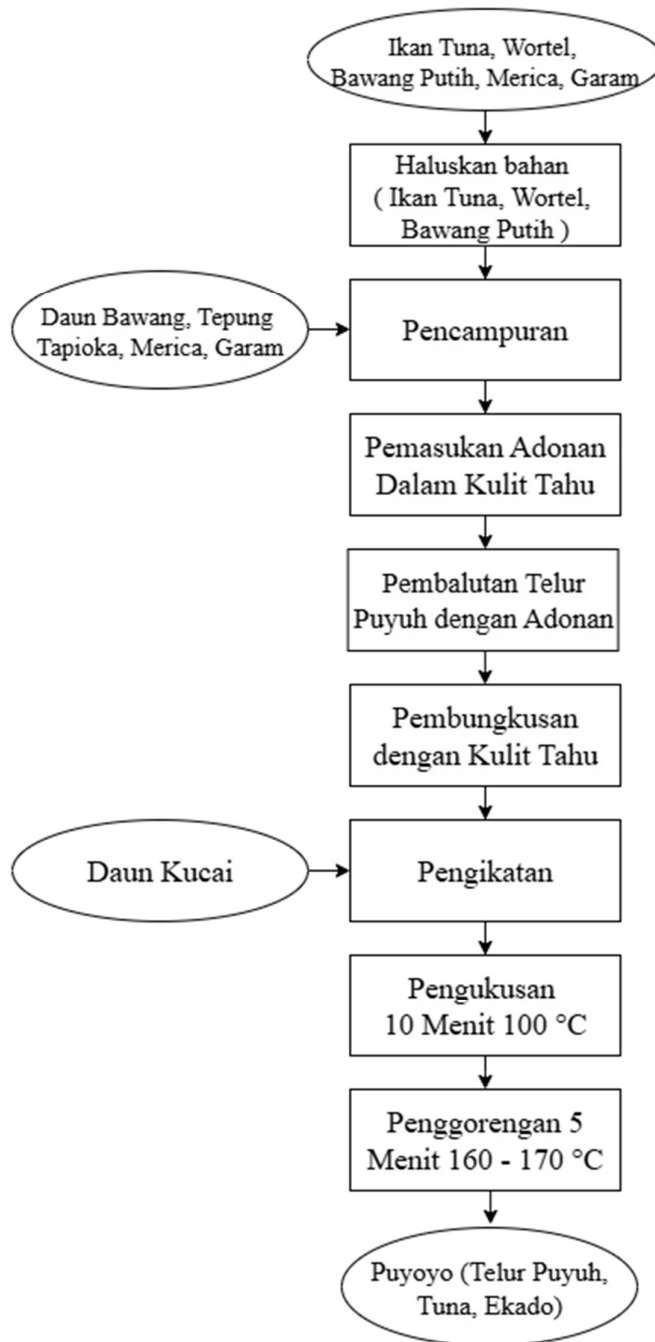 Ikan Tuna, Wortel,
Bawang Putih, Merica, Garam
Haluskan bahan
( Ikan Tuna, Wortel,
Bawang Putih )
Daun Bawang, Tepung
Tapioka, Merica, Garam
Pencampuran
Pemasukan Adonan
Dalam Kulit Tahu
Pembalutan Telur
Puyuh dengan Adonan
Pembungkusan
dengan Kulit Tahu
Daun Kucai
Pengikatan
Pengukusan
10 Menit 100 °C
Penggorengan 5
Menit 160 - 170 °C
Puyoyo (Telur Puyuh,
Tuna, Ekado)